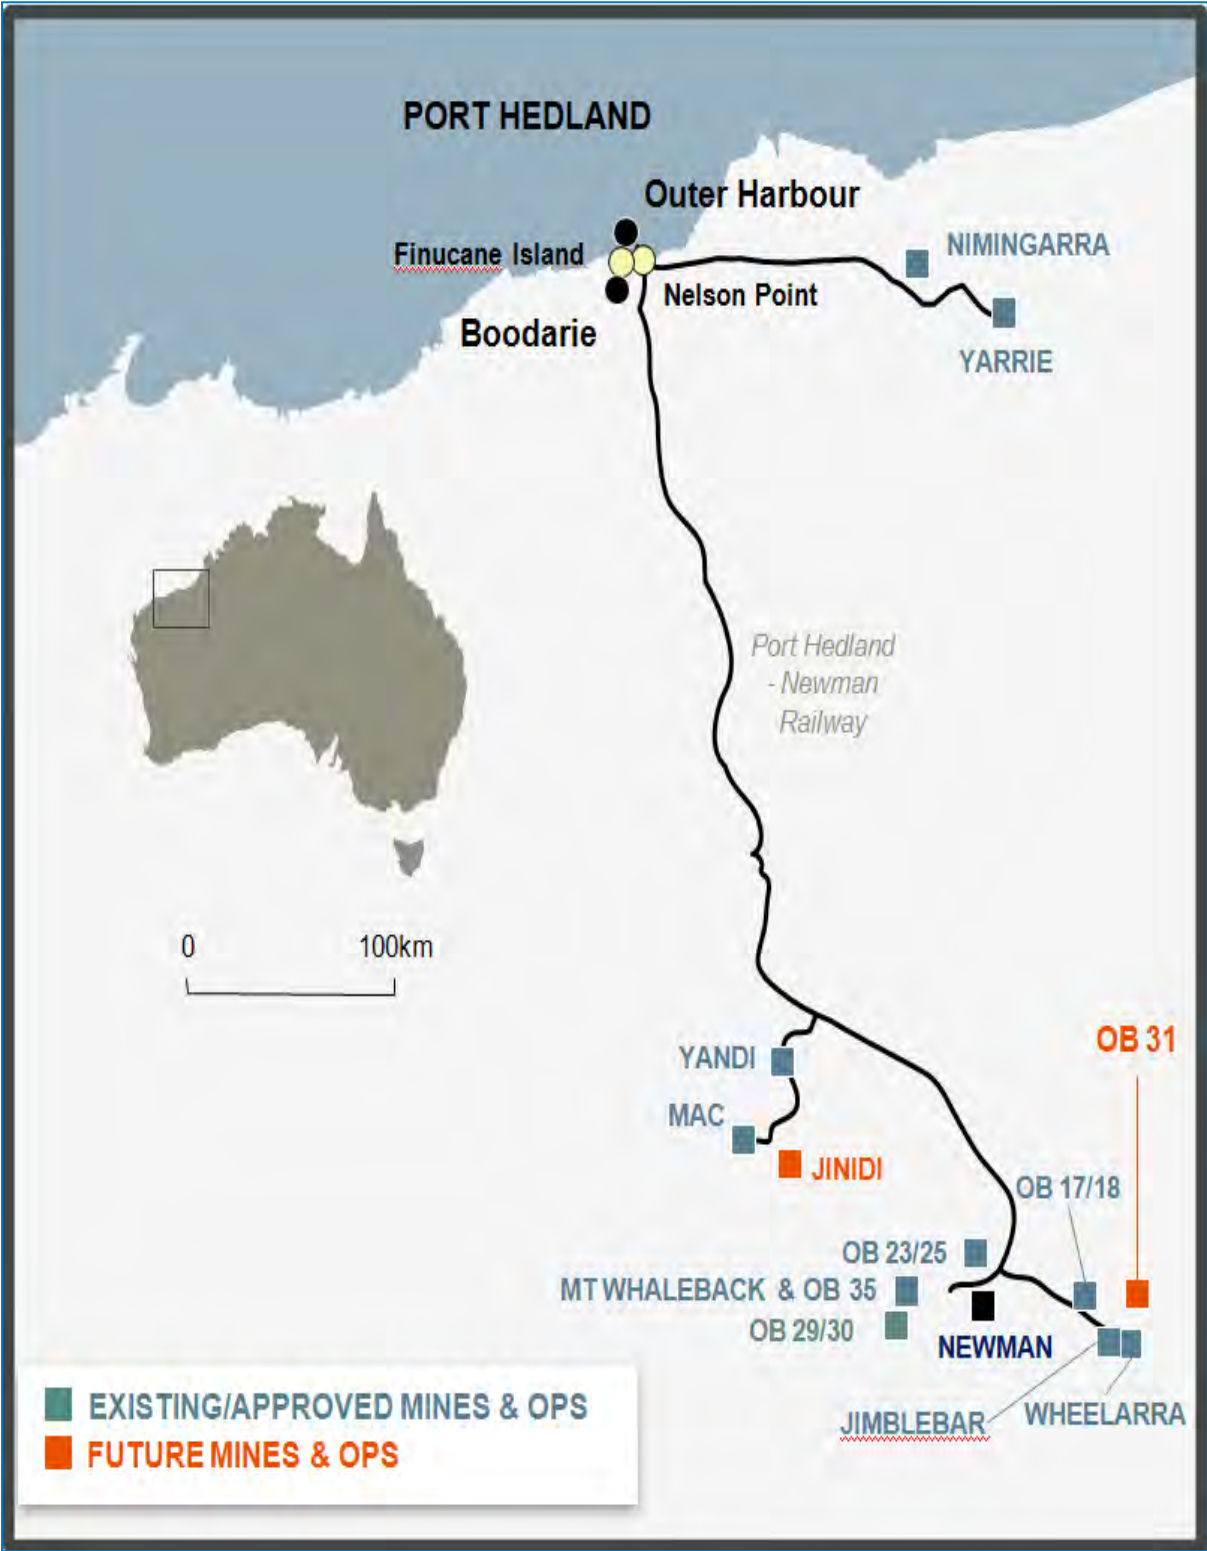 PORT HEDLAND
Outer Harbour
Finucane Island
Nelson Point
Boodarie
NIMINGARRA
YARRIE
Port Hedland
- Newman
Railway
0 100km
OB 31
YANDI
MAC
JINIDI
OB 17/18
OB 23/25
MT WHALEBACK & OB 35
OB 29/30
NEWMAN
JIMBLEBAR
WHEELARRA
EXISTING/APPROVED MINES & OPS
FUTURE MINES & OPS